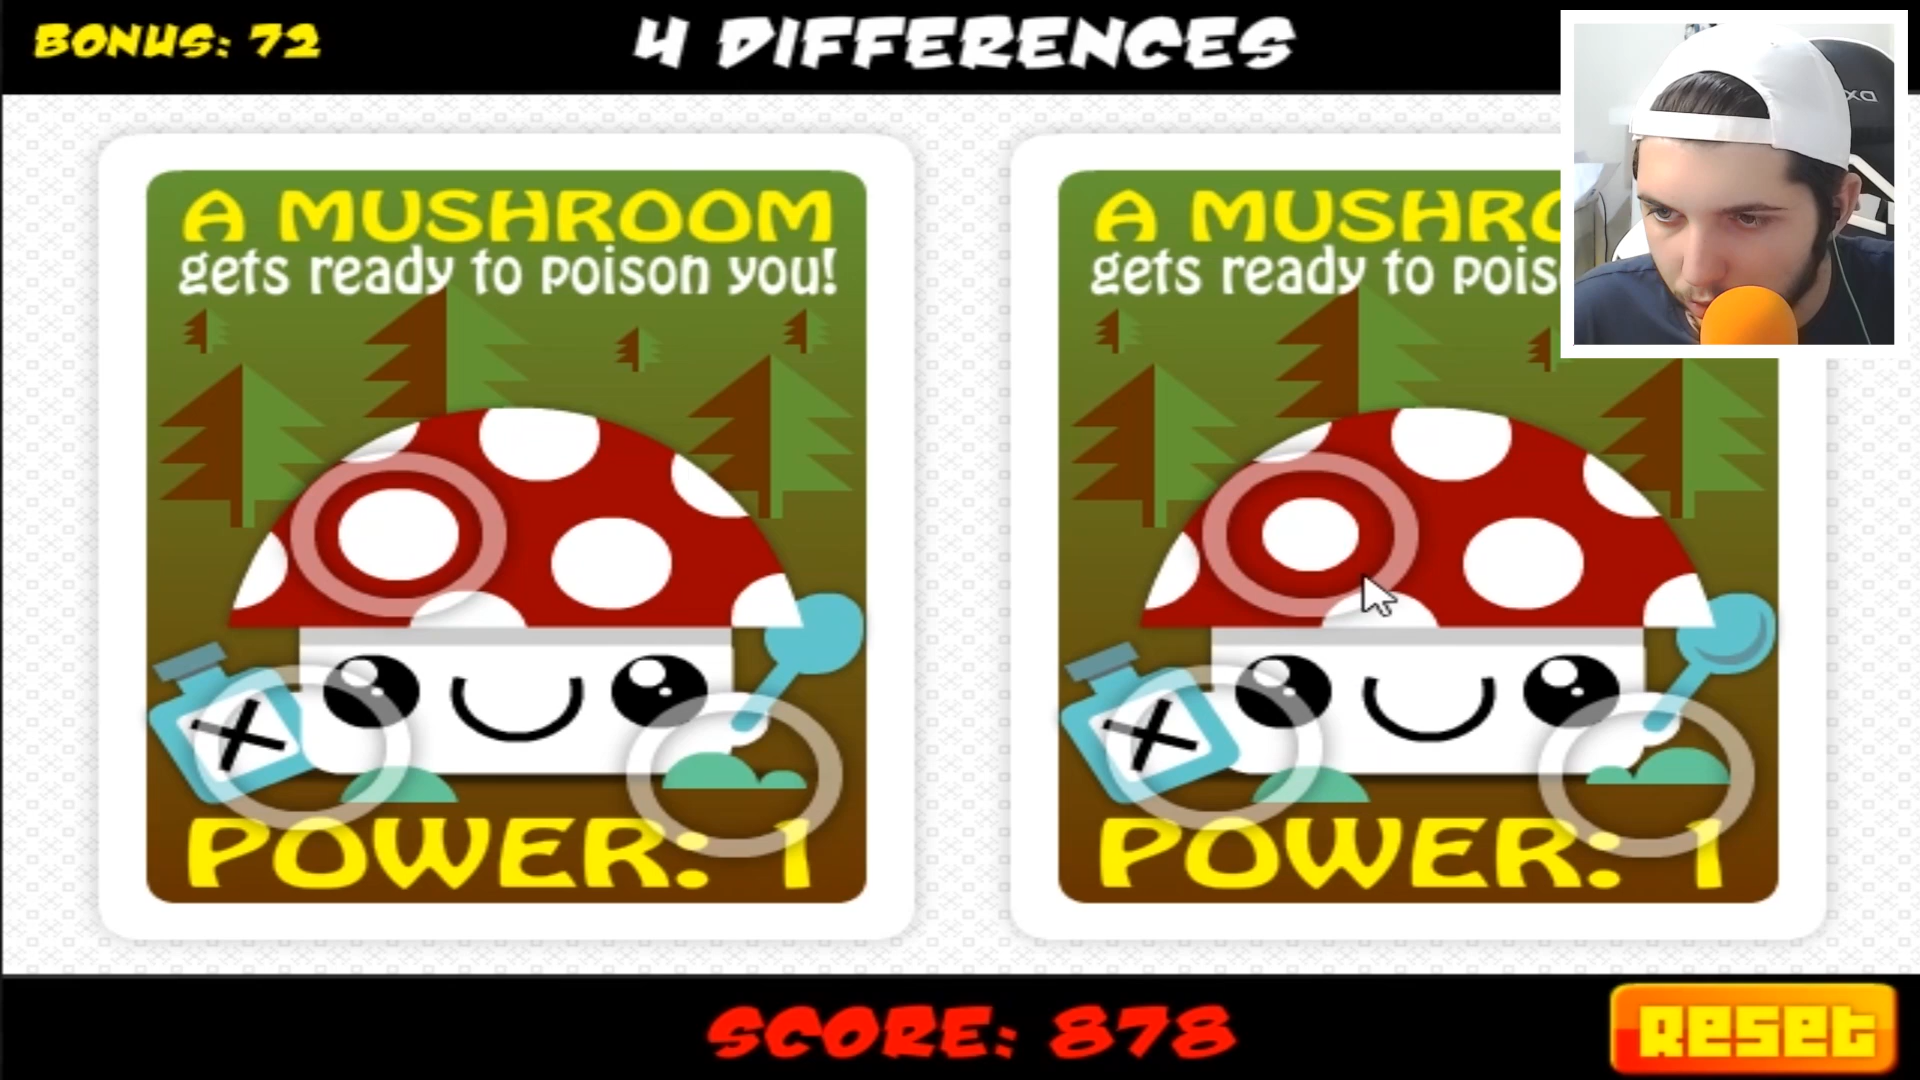 BONUS: 72
4 DIFFERENCES
A MUSHROOM
gets ready to poison you!
POWER: 1
A MUSHRO
gets ready to pois
POWER: 1
SCORE: 878
RESET